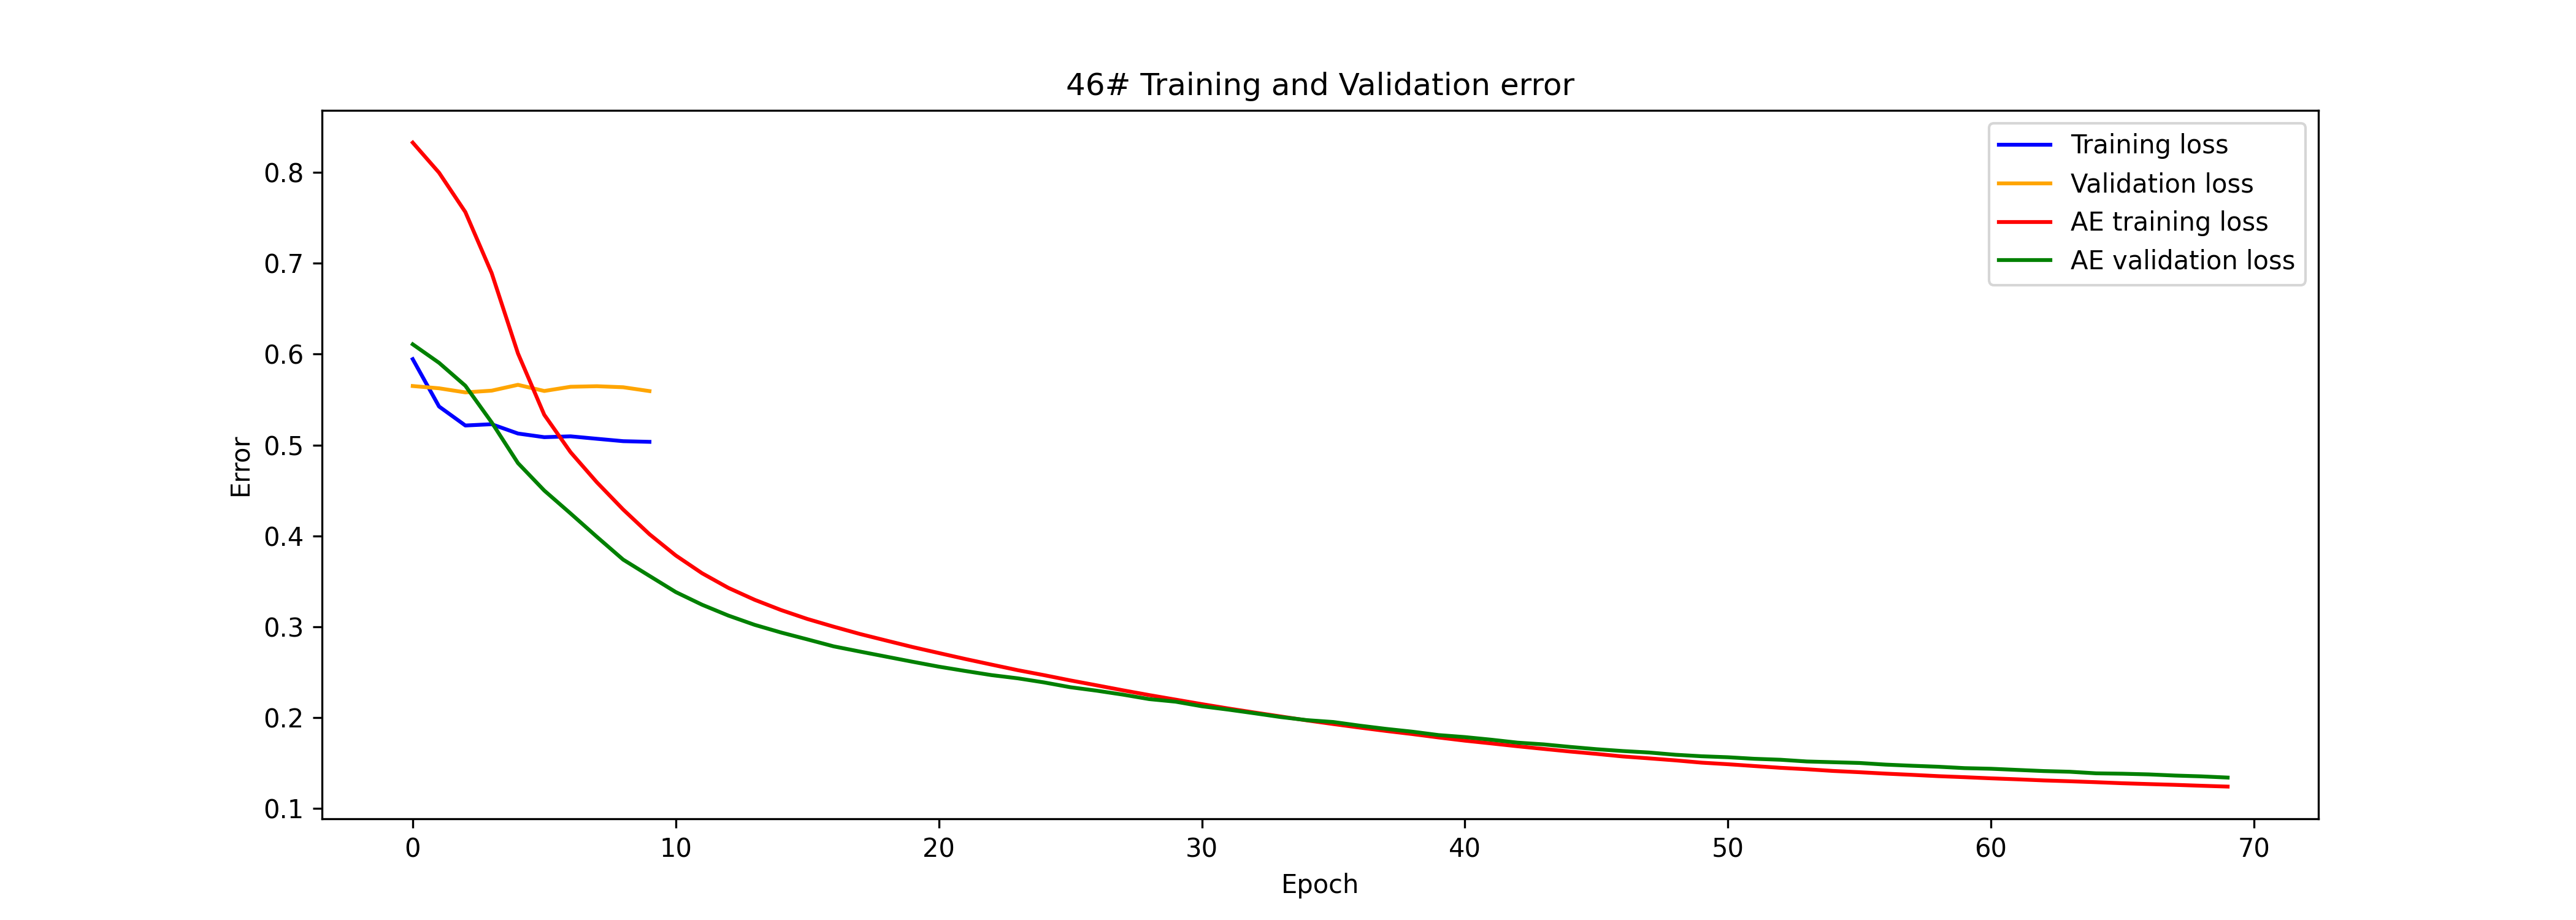 46# Training and Validation error
Training loss
Validation loss
AE training loss
AE validation loss
Error
0.8
0.7
0.6
0.5
0.4
0.3
0.2
0.1
0 10 20 30 40 50 60 70
Epoch